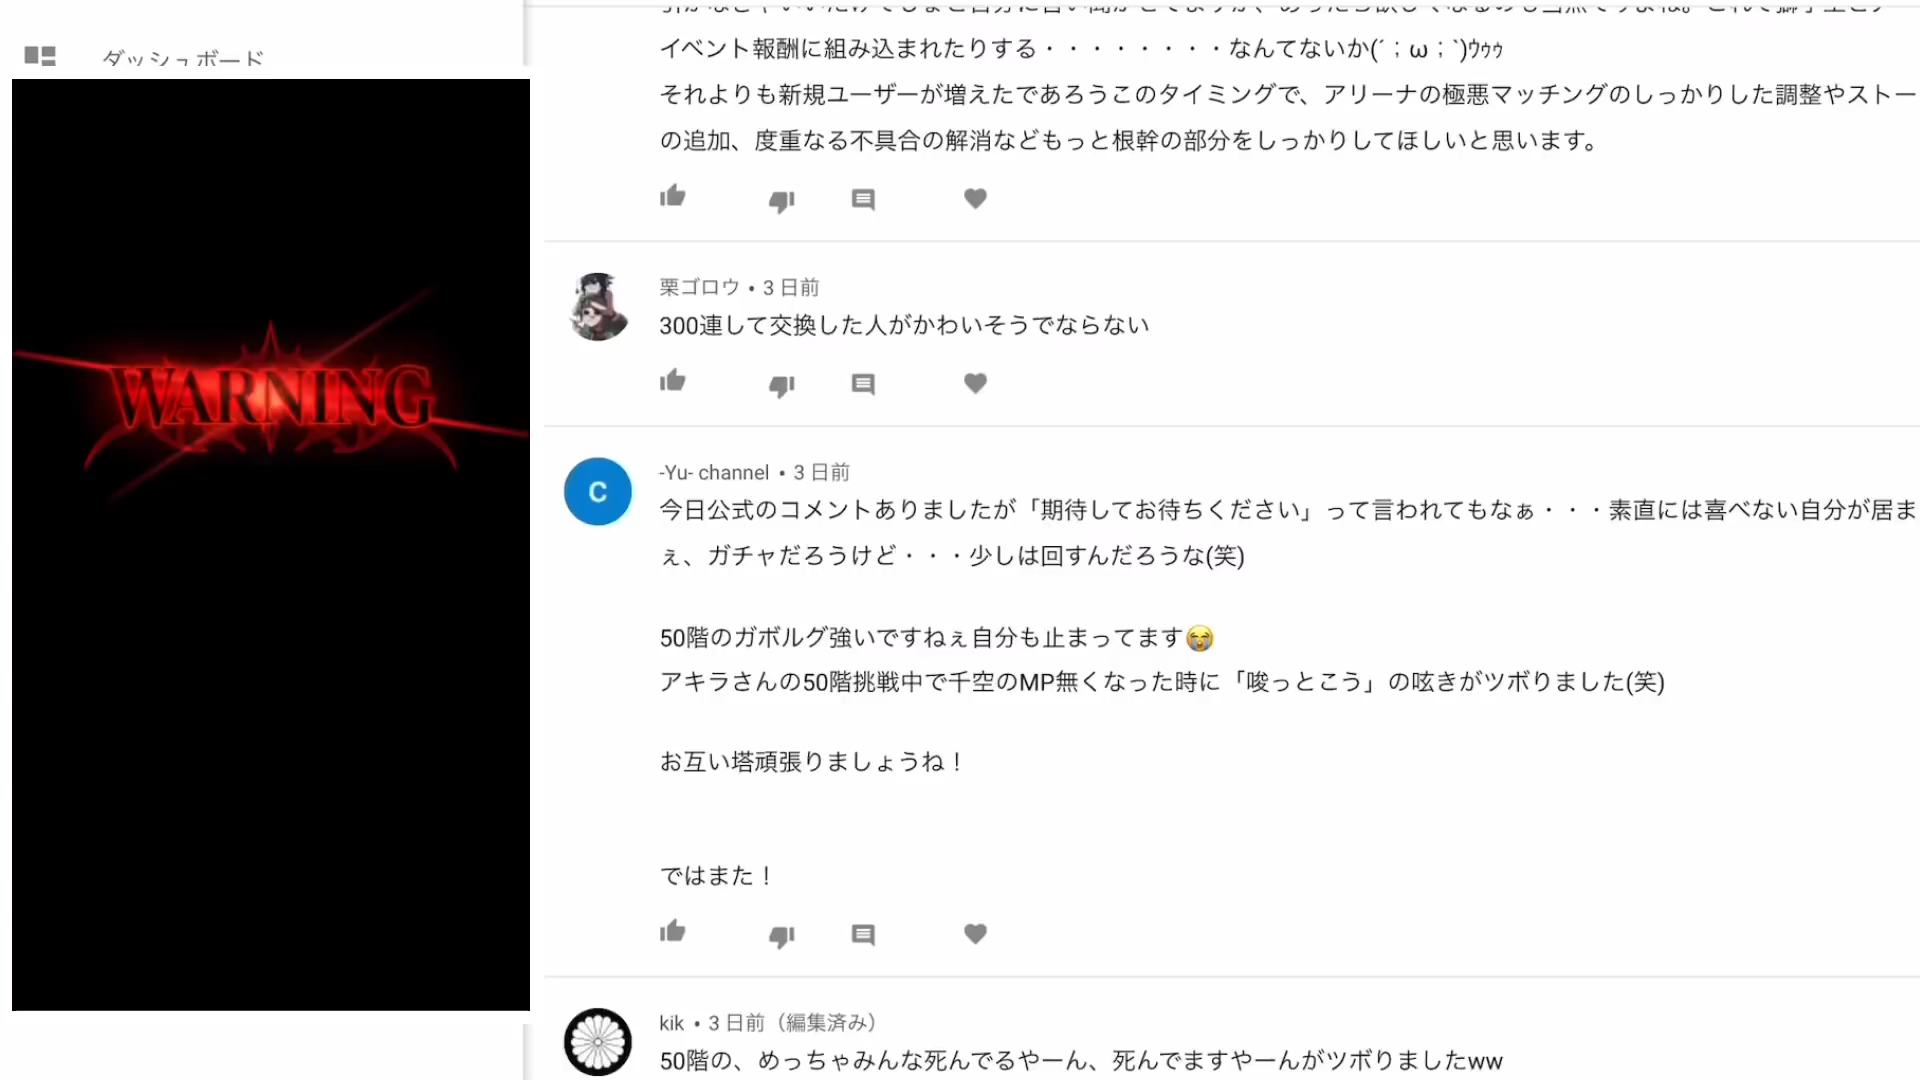 ダッシュボード
イベント報酬に組み込まれたりする・・・・・・・・なんてないか(´；ω；`)ｳｩｩ
それよりも新規ユーザーが増えたであろうこのタイミングで、アリーナの極悪マッチングのしっかりした調整やストー
の追加、度重なる不具合の解消などもっと根幹の部分をしっかりしてほしいと思います。
WARNING
栗ゴロウ • 3 日前
300連して交換した人がかわいそうでならない
C
-Yu- channel • 3 日前
今日公式のコメントありましたが「期待してお待ちください」って言われてもなぁ・・・素直には喜べない自分が居ま
ぇ、ガチャだろうけど・・・少しは回すんだろうな(笑)
50階のガボルグ強いですねぇ自分も止まってます😭
アキラさんの50階挑戦中で千空のMP無くなった時に「唆っとこう」の呟きがツボりました(笑)
お互い塔頑張りましょうね！
ではまた！
kik • 3 日前（編集済み）
50階の、めっちゃみんな死んでるやーん、死んでますやーんがツボりましたww